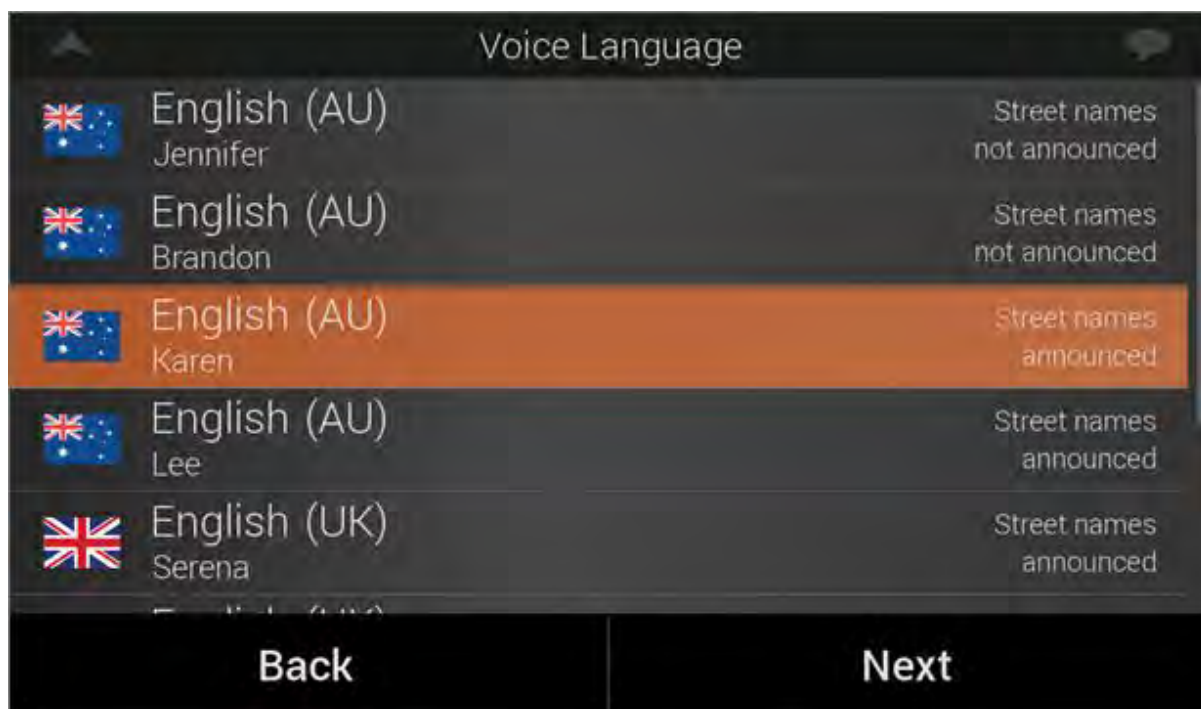 Voice Language
English (AU)
Jennifer
Street names
not announced
English (AU)
Brandon
Street names
not announced
English (AU)
Karen
Street names
announced
English (AU)
Lee
Street names
announced
English (UK)
Serena
Street names
announced
Back
Next